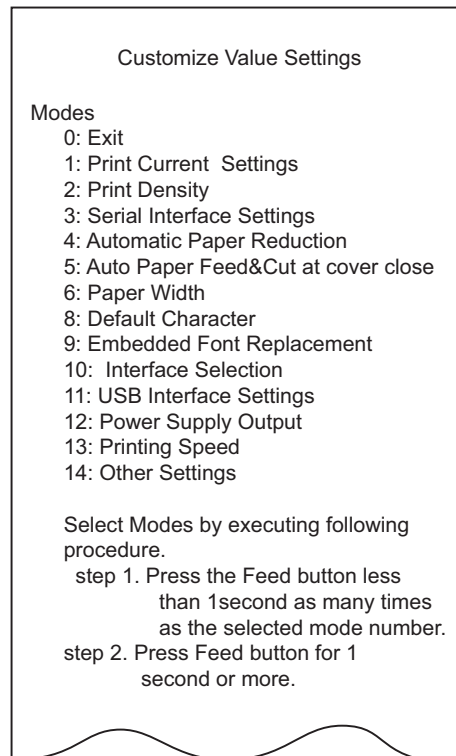 Customize Value Settings
Modes
0: Exit
1: Print Current Settings
2: Print Density
3: Serial Interface Settings
4: Automatic Paper Reduction
5: Auto Paper Feed&Cut at cover close
6: Paper Width
8: Default Character
9: Embedded Font Replacement
10: Interface Selection
11: USB Interface Settings
12: Power Supply Output
13: Printing Speed
14: Other Settings
Select Modes by executing following
procedure.
step 1. Press the Feed button less
than 1second as many times
as the selected mode number.
step 2. Press Feed button for 1
second or more.